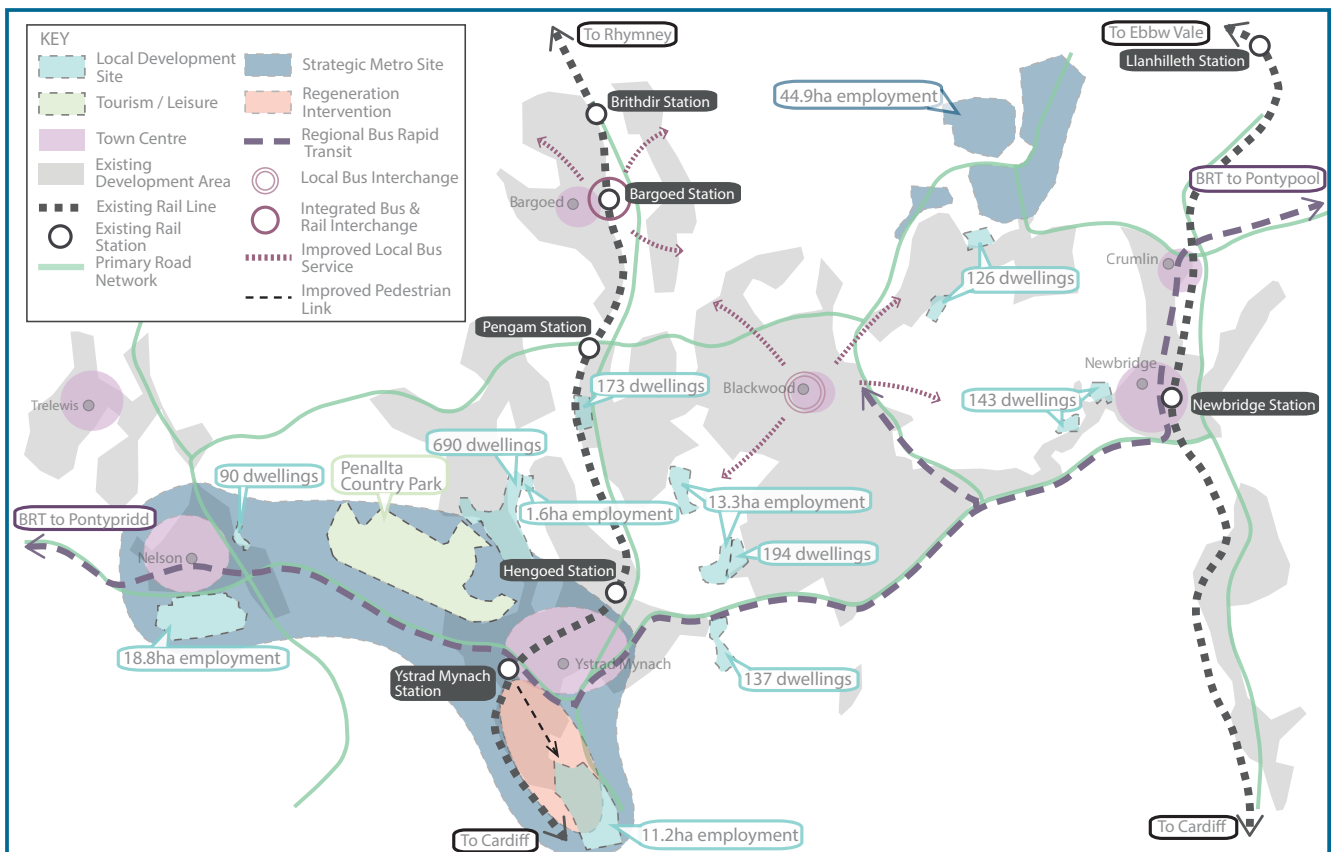 KEY
Local Development
Site
Tourism / Leisure
Town Centre
Existing
Development Area
Existing Rail Line
Existing Rail
Station
Primary Road
Network
Strategic Metro Site
Regeneration
Intervention
Regional Bus Rapid
Transit
Local Bus Interchange
Integrated Bus &
Rail Interchange
Improved Local Bus
Service
Improved Pedestrian
Link
To Rhymney
To Ebbw Vale
Llanhilleth Station
Brithdir Station
44.9ha employment
BRT to Pontypool
Bargoed
Bargoed Station
Crumlin
126 dwellings
Pengam Station
Newbridge
Blackwood
173 dwellings
Trelewis
143 dwellings
Newbridge Station
690 dwellings
Penallta
Country Park
90 dwellings
13.3ha employment
1.6ha employment
BRT to Pontypridd
194 dwellings
Nelson
Hengoed Station
18.8ha employment
Ystrad Mynach
Station
Ystrad Mynach
137 dwellings
To Cardiff
11.2ha employment
To Cardiff